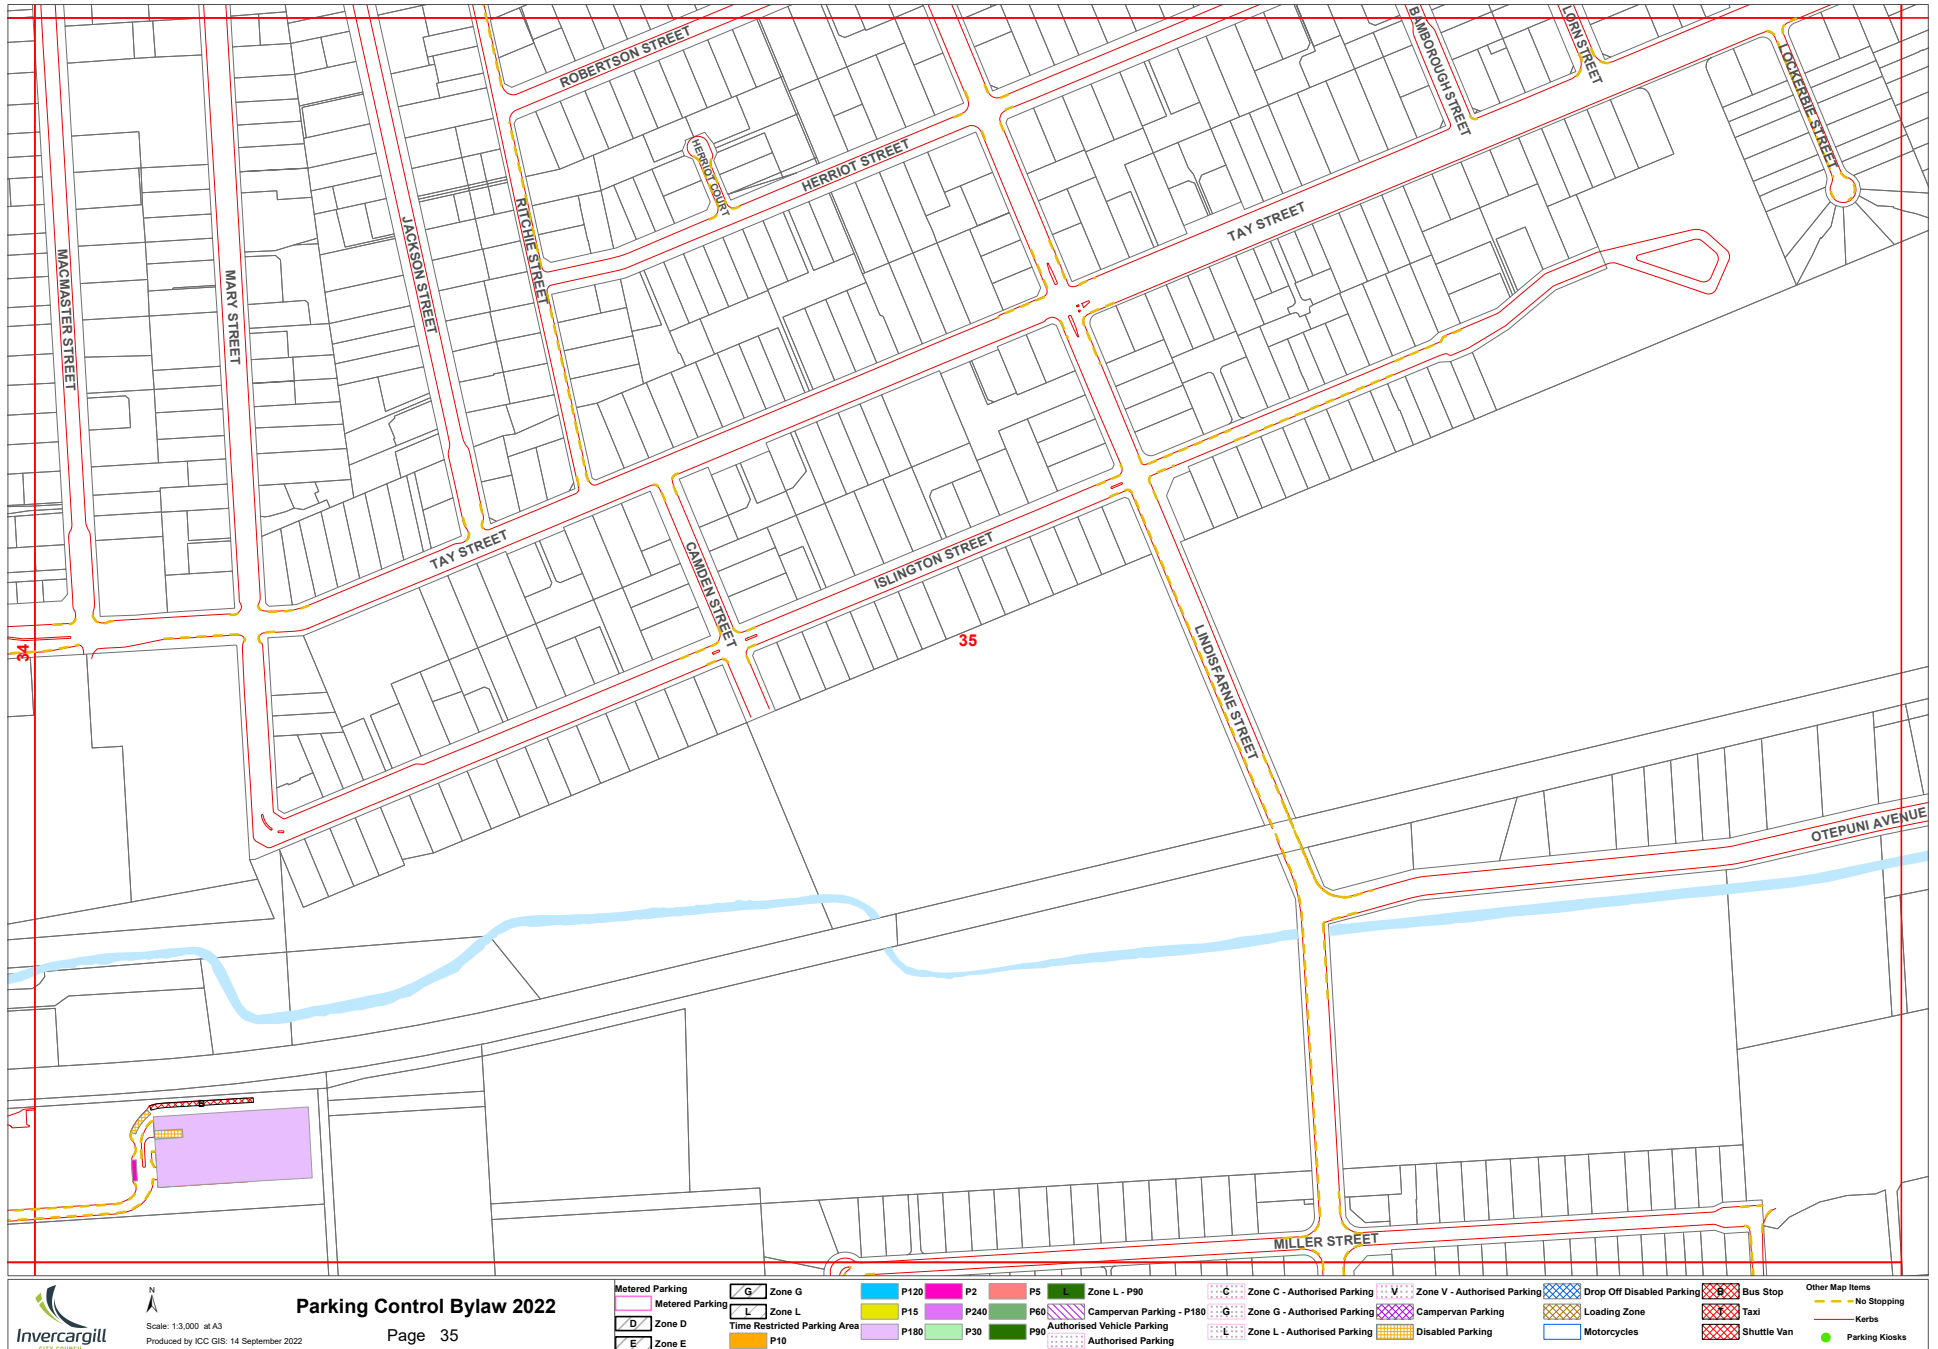 ROBERTSON STREET
BAMBOROUGH STREET
LORN STREET
LOCKERBIE STREET
HERRIOT COURT
HERRIOT STREET
TAY STREET
RITCHIE STREET
JACKSON STREET
MARY STREET
MACMASTER STREET
TAY STREET
CAMDEN STREET
ISLINGTON STREET
LINDISFARNE STREET
34
35
OTEPUNI AVENUE
B
MILLER STREET
Invercargill
CITY COUNCIL
N
Scale: 1:3,000 at A3
Produced by ICC GIS: 14 September 2022
Parking Control Bylaw 2022
Page 35
Metered Parking
Metered Parking
D Zone D
E Zone E
G Zone G
L Zone L
Time Restricted Parking Area
P10
P120
P15
P180
P2
P240
P30
P5
P60
P90
L Zone L - P90
Campervan Parking - P180
Authorised Vehicle Parking
Authorised Parking
C Zone C - Authorised Parking
G Zone G - Authorised Parking
L Zone L - Authorised Parking
V Zone V - Authorised Parking
Campervan Parking
Disabled Parking
Drop Off Disabled Parking
Loading Zone
Motorcycles
B Bus Stop
T Taxi
Shuttle Van
Other Map Items
No Stopping
Kerbs
Parking Kiosks